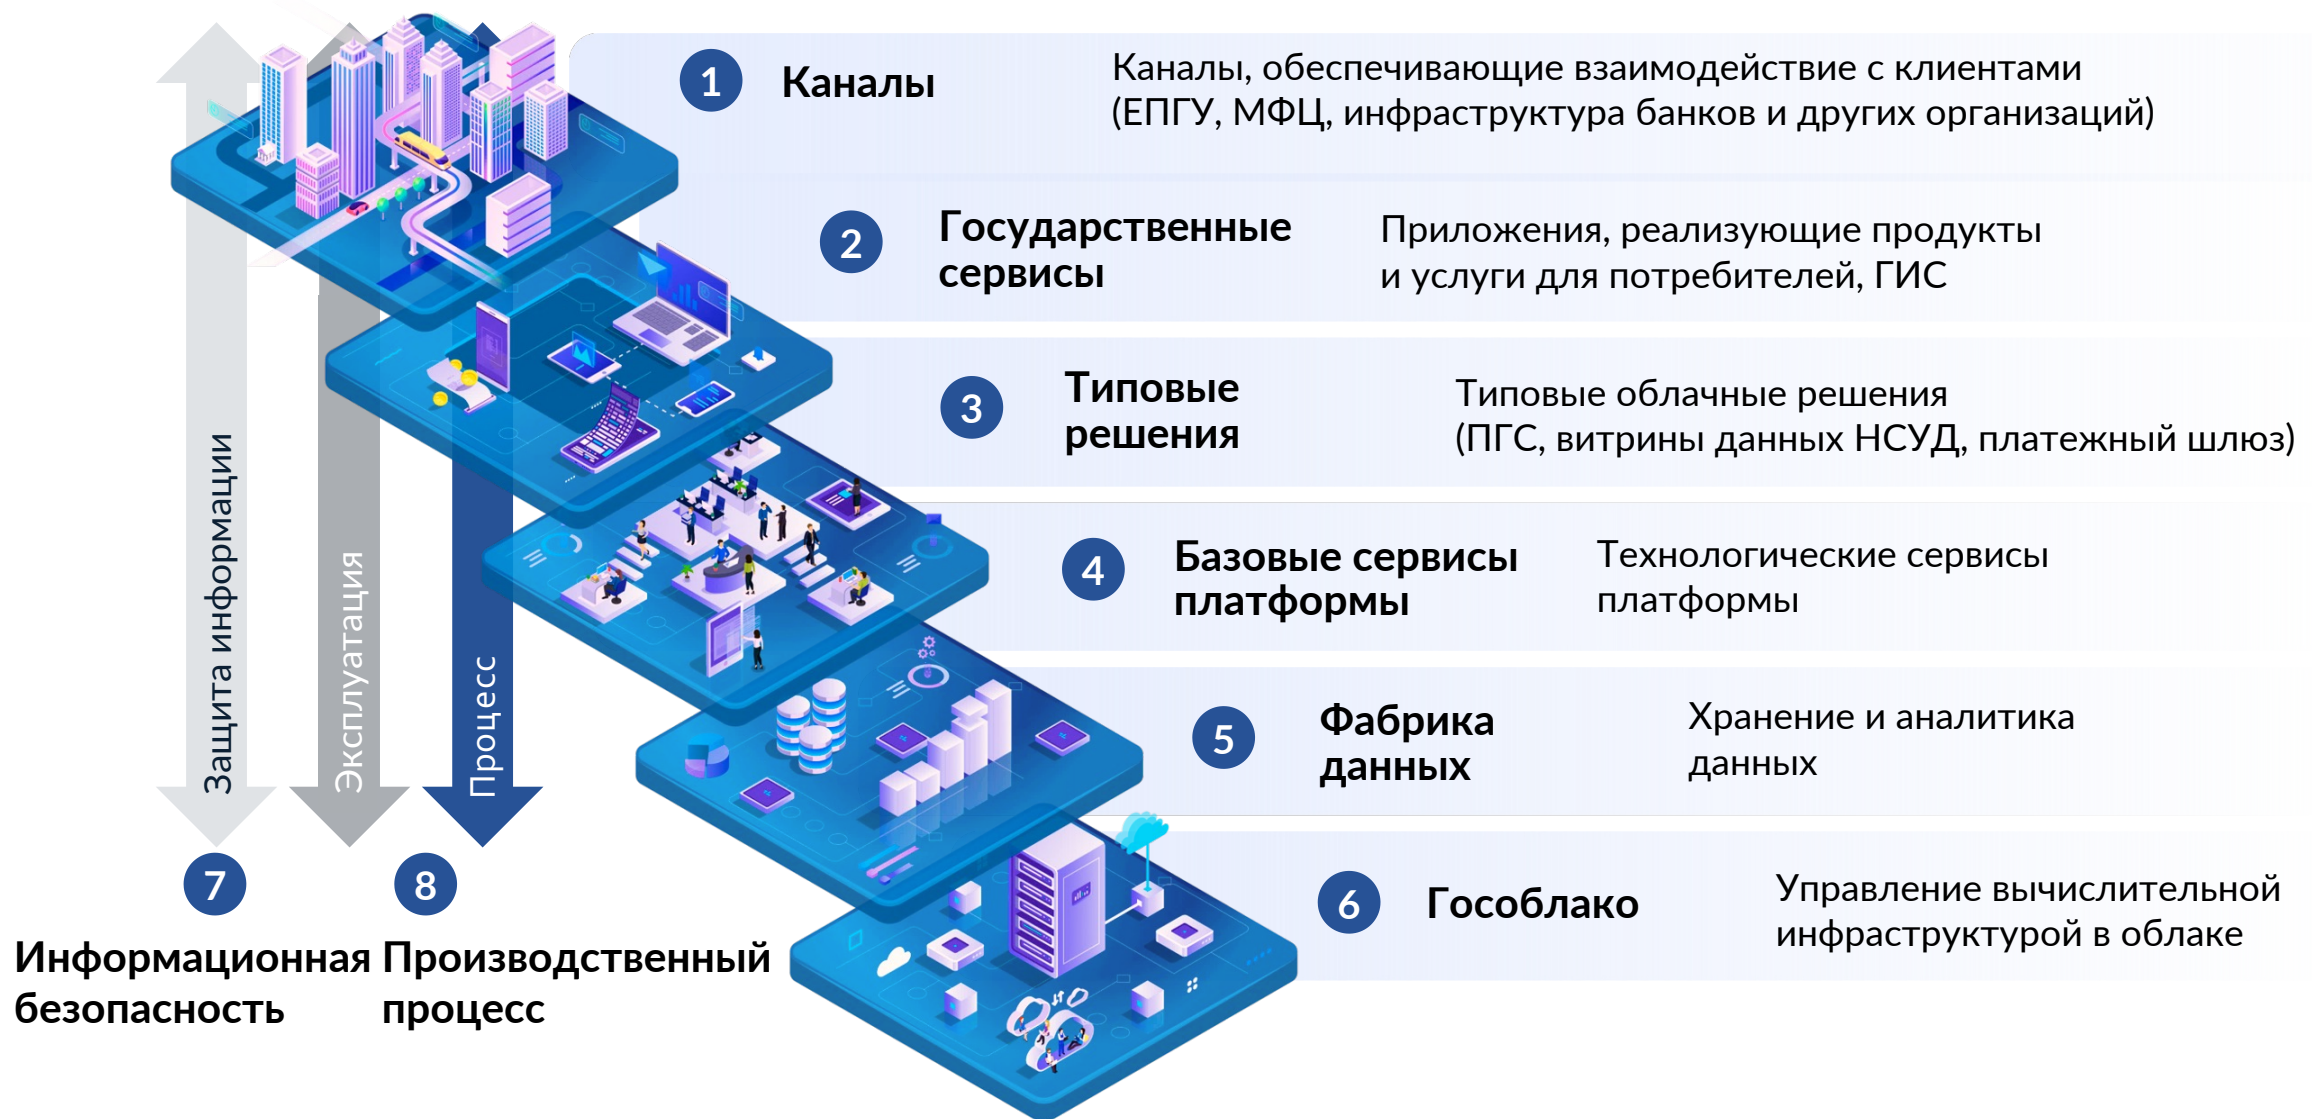 1
Каналы
Каналы, обеспечивающие взаимодействие с клиентами
(ЕПГУ, МФЦ, инфраструктура банков и других организаций)
2
Государственные
сервисы
Приложения, реализующие продукты
и услуги для потребителей, ГИС
3
Типовые
решения
Типовые облачные решения
(ПГС, витрины данных НСУД, платежный шлюз)
4
Базовые сервисы
платформы
Технологические сервисы
платформы
5
Фабрика
данных
Хранение и аналитика
данных
6
Гособлако
Управление вычислительной
инфраструктурой в облаке
Защита информации
Эксплуатация
Процесс
7
Информационная
безопасность
8
Производственный
процесс